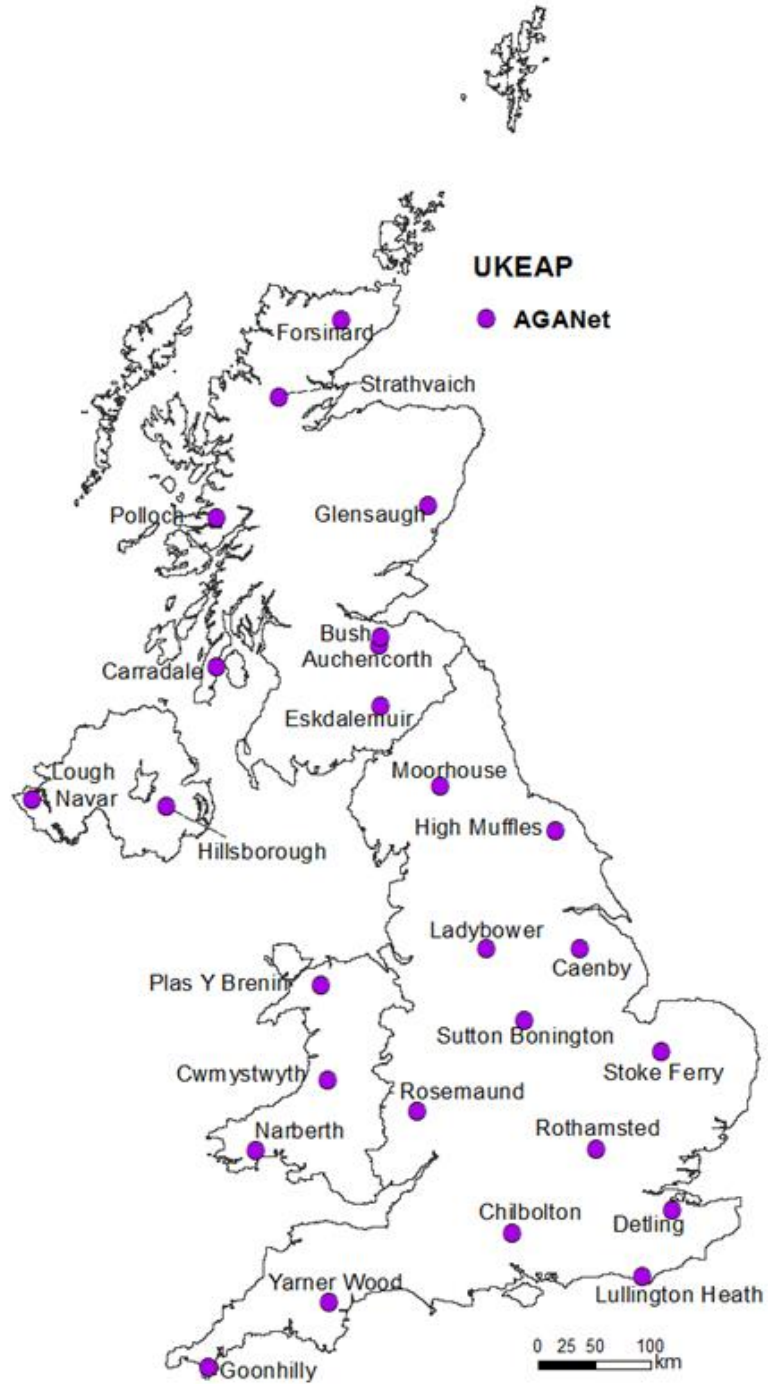 UKEAP
AGANet
Forsinard
Strathvaich
Polloch
Glensaugh
Bush
Auchencorth
Carradale
Eskdalemuir
Moorhouse
Lough
Navar
High Muffles
Hillsborough
Ladybower
Caenby
Plas Y Brenin
Sutton Bonington
Stoke Ferry
Cwmystwyth
Rosemaund
Narberth
Rothamsted
Chilbolton
Detling
Yarner Wood
Lullington Heath
Goonhilly
0 25 50 100
km